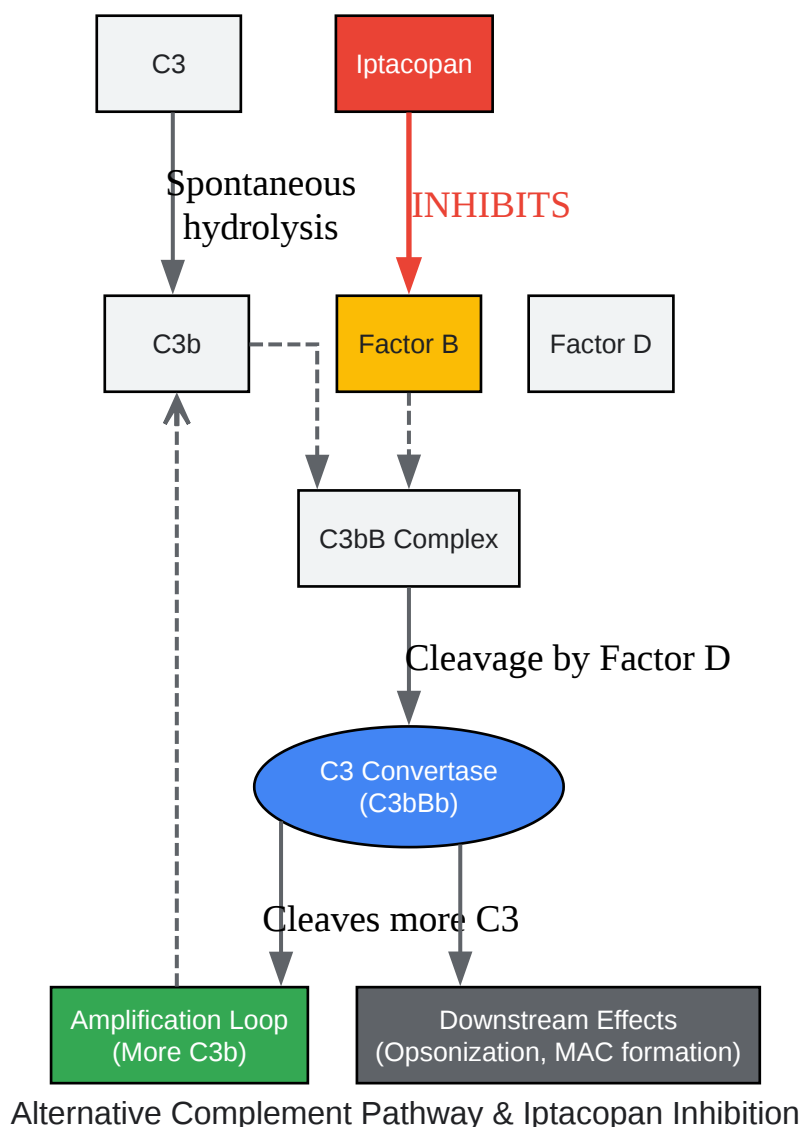 C3
Iptacopan
Spontaneous
hydrolysis
INHIBITS
C3b
Factor B
Factor D
C3bB Complex
Cleavage by Factor D
C3 Convertase
(C3bBb)
Cleaves more C3
Amplification Loop
(More C3b)
Downstream Effects
(Opsonization, MAC formation)
Alternative Complement Pathway & Iptacopan Inhibition